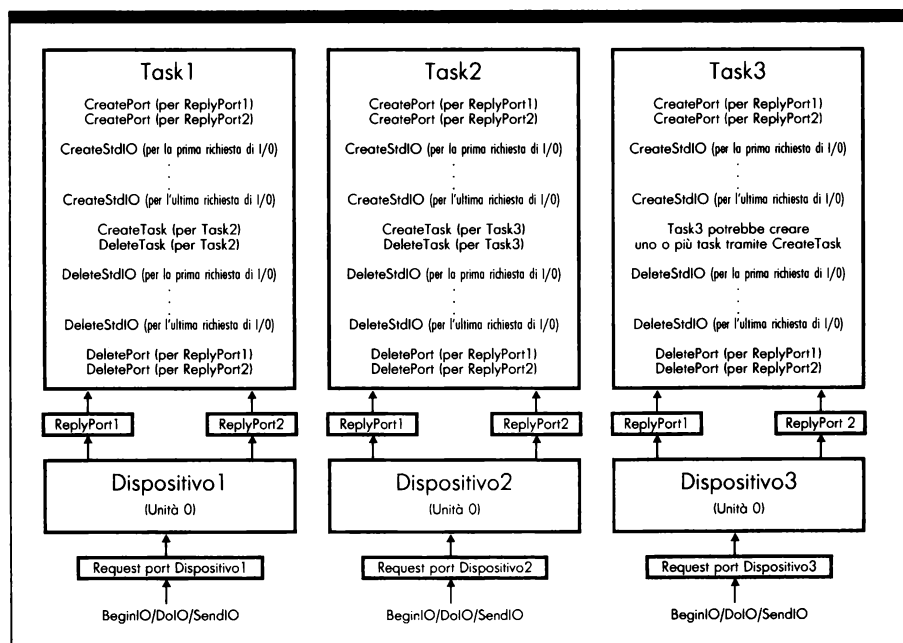 Task1
CreatePort (per ReplyPort1)
CreatePort (per ReplyPort2)
CreateStdIO (per la prima richiesta di I/0)
.
.
.
CreateStdIO (per l'ultima richiesta di I/0)
CreateTask (per Task2)
DeleteTask (per Task2)
DeleteStdIO (per la prima richiesta di I/0)
.
.
.
DeleteStdIO (per l'ultima richiesta di I/0)
DeletePort (per ReplyPort1)
DeletePort (per ReplyPort2)
ReplyPort1
ReplyPort2
Dispositivo1
(Unità 0)
Request port Dispositivo1
BeginIO/DoIO/SendIO
Task2
CreatePort (per ReplyPort1)
CreatePort (per ReplyPort2)
CreateStdIO (per la prima richiesta di I/0)
.
.
.
CreateStdIO (per l'ultima richiesta di I/0)
CreateTask (per Task3)
DeleteTask (per Task3)
DeleteStdIO (per la prima richiesta di I/0)
.
.
.
DeleteStdIO (per l'ultima richiesta di I/0)
DeletePort (per ReplyPort1)
DeletePort (per ReplyPort2)
ReplyPort1
ReplyPort2
Dispositivo2
(Unità 0)
Request port Dispositivo2
BeginIO/DoIO/SendIO
Task3
CreatePort (per ReplyPort1)
CreatePort (per ReplyPort2)
CreateStdIO (per la prima richiesta di I/0)
.
.
.
CreateStdIO (per l'ultima richiesta di I/0)
Task3 potrebbe creare
uno o più task tramite CreateTask
DeleteStdIO (per la prima richiesta di I/0)
.
.
.
DeleteStdIO (per l'ultima richiesta di I/0)
DeletePort (per ReplyPort1)
DeletePort (per ReplyPort2)
ReplyPort1
ReplyPort 2
Dispositivo3
(Unità 0)
Request port Dispositivo3
BeginIO/DoIO/SendIO